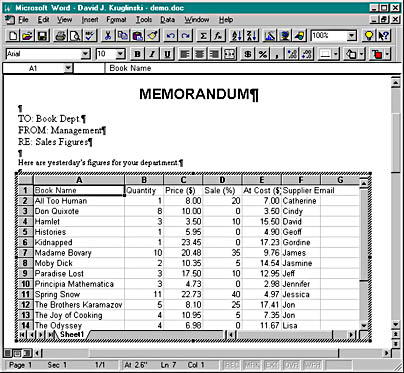 Microsoft Word - David J. Kruglinski - demo.doc
File Edit View Insert Format Tools Data Window Help
100%
Arial 10 B I U $ % ,
A1 Book Name
MEMORANDUM¶
¶
TO: Book Dept.¶
FROM: Management¶
RE: Sales Figures¶
¶
Here are yesterday's figures for your department¶
¶
A B C D E F G
1 Book Name Quantity Price ($) Sale (%) At Cost ($) Supplier Email
2 All Too Human 1 8.00 20 7.00 Catherine
3 Don Quixote 8 10.00 0 3.50 Cindy
4 Hamlet 3 3.50 10 15.50 David
5 Histories 1 5.95 0 4.90 Geoff
6 Kidnapped 1 23.45 0 17.23 Gordine
7 Madame Bovary 10 20.48 35 9.76 James
8 Moby Dick 2 10.35 5 14.54 Jasmine
9 Paradise Lost 3 17.50 10 12.95 Jeff
10 Principia Mathematica 3 4.73 0 2.98 Jennifer
11 Spring Snow 11 22.73 40 4.97 Jessica
12 The Brothers Karamazov 5 8.10 25 17.41 Jon
13 The Joy of Cooking 4 10.95 5 7.35 Jon
14 The Odyssey 4 6.98 0 11.67 Lisa
Sheet1
Page 1 Sec 1 1/1 At 2.6" Ln 7 Col 1 REC MRK EXT OVR WPH